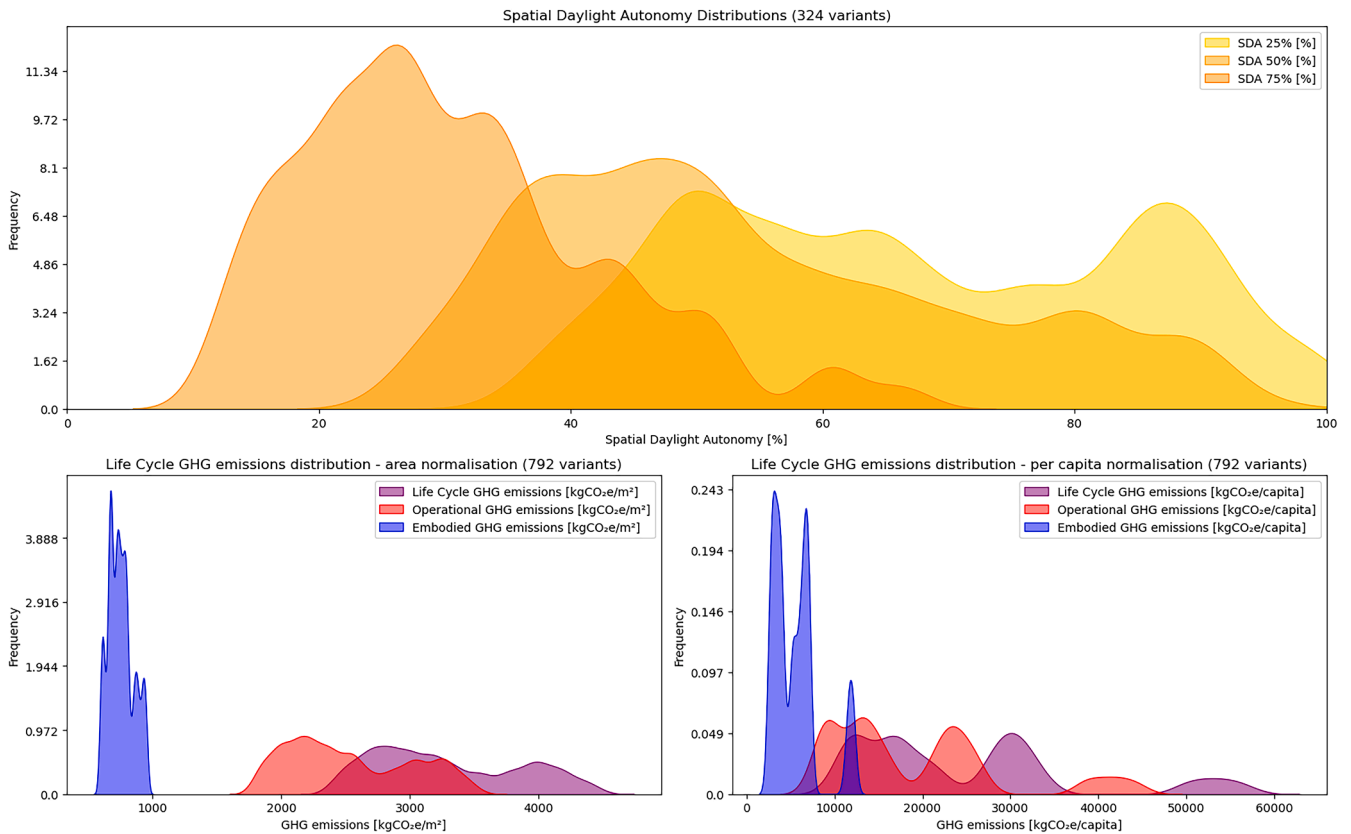 Spatial Daylight Autonomy Distributions (324 variants)
SDA 25% [%]
SDA 50% [%]
SDA 75% [%]
11.34
9.72
8.1
6.48
4.86
3.24
1.62
0.0
Frequency
0 20 40 60 80 100
Spatial Daylight Autonomy [%]
Life Cycle GHG emissions distribution - area normalisation (792 variants)
Life Cycle GHG emissions [kgCO₂e/m²]
Operational GHG emissions [kgCO₂e/m²]
Embodied GHG emissions [kgCO₂e/m²]
3.888
2.916
1.944
0.972
0.0
Frequency
1000 2000 3000 4000
GHG emissions [kgCO₂e/m²]
Life Cycle GHG emissions distribution - per capita normalisation (792 variants)
Life Cycle GHG emissions [kgCO₂e/capita]
Operational GHG emissions [kgCO₂e/capita]
Embodied GHG emissions [kgCO₂e/capita]
0.243
0.194
0.146
0.097
0.049
0.0
Frequency
0 10000 20000 30000 40000 50000 60000
GHG emissions [kgCO₂e/capita]